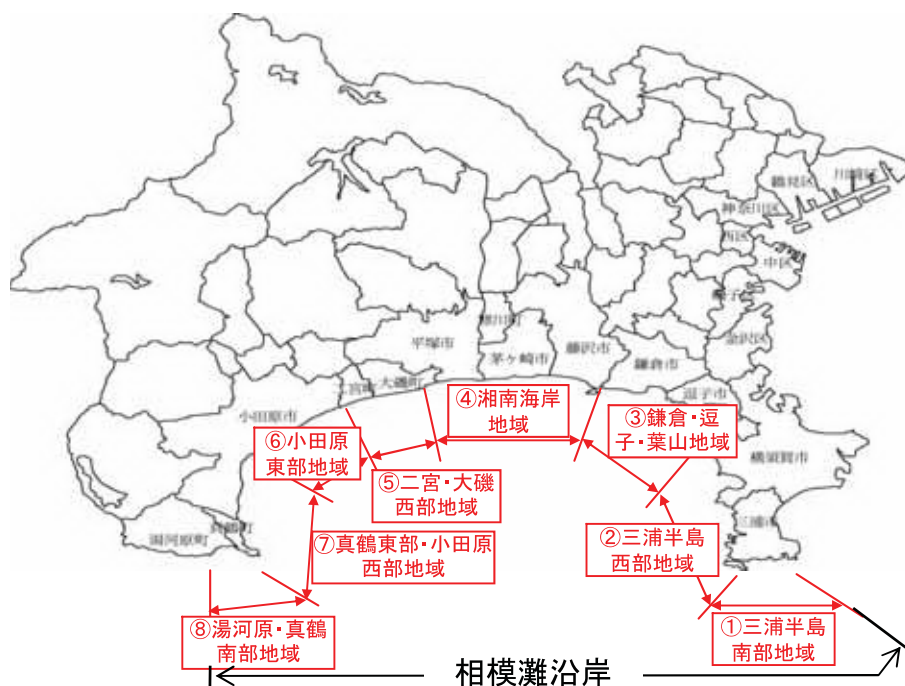 鶴見区
川崎区
神奈川区
西区
中区
磯子区
金沢区
寒川町
平塚市
茅ヶ崎市
藤沢市
鎌倉市
逗子市
二宮町
大磯町
小田原市
横須賀市
三浦市
真鶴町
湯河原町
④湘南海岸
地域
③鎌倉・逗
子・葉山地域
⑥小田原
東部地域
⑤二宮・大磯
西部地域
②三浦半島
西部地域
⑦真鶴東部・小田原
西部地域
⑧湯河原・真鶴
南部地域
①三浦半島
南部地域
相模灘沿岸